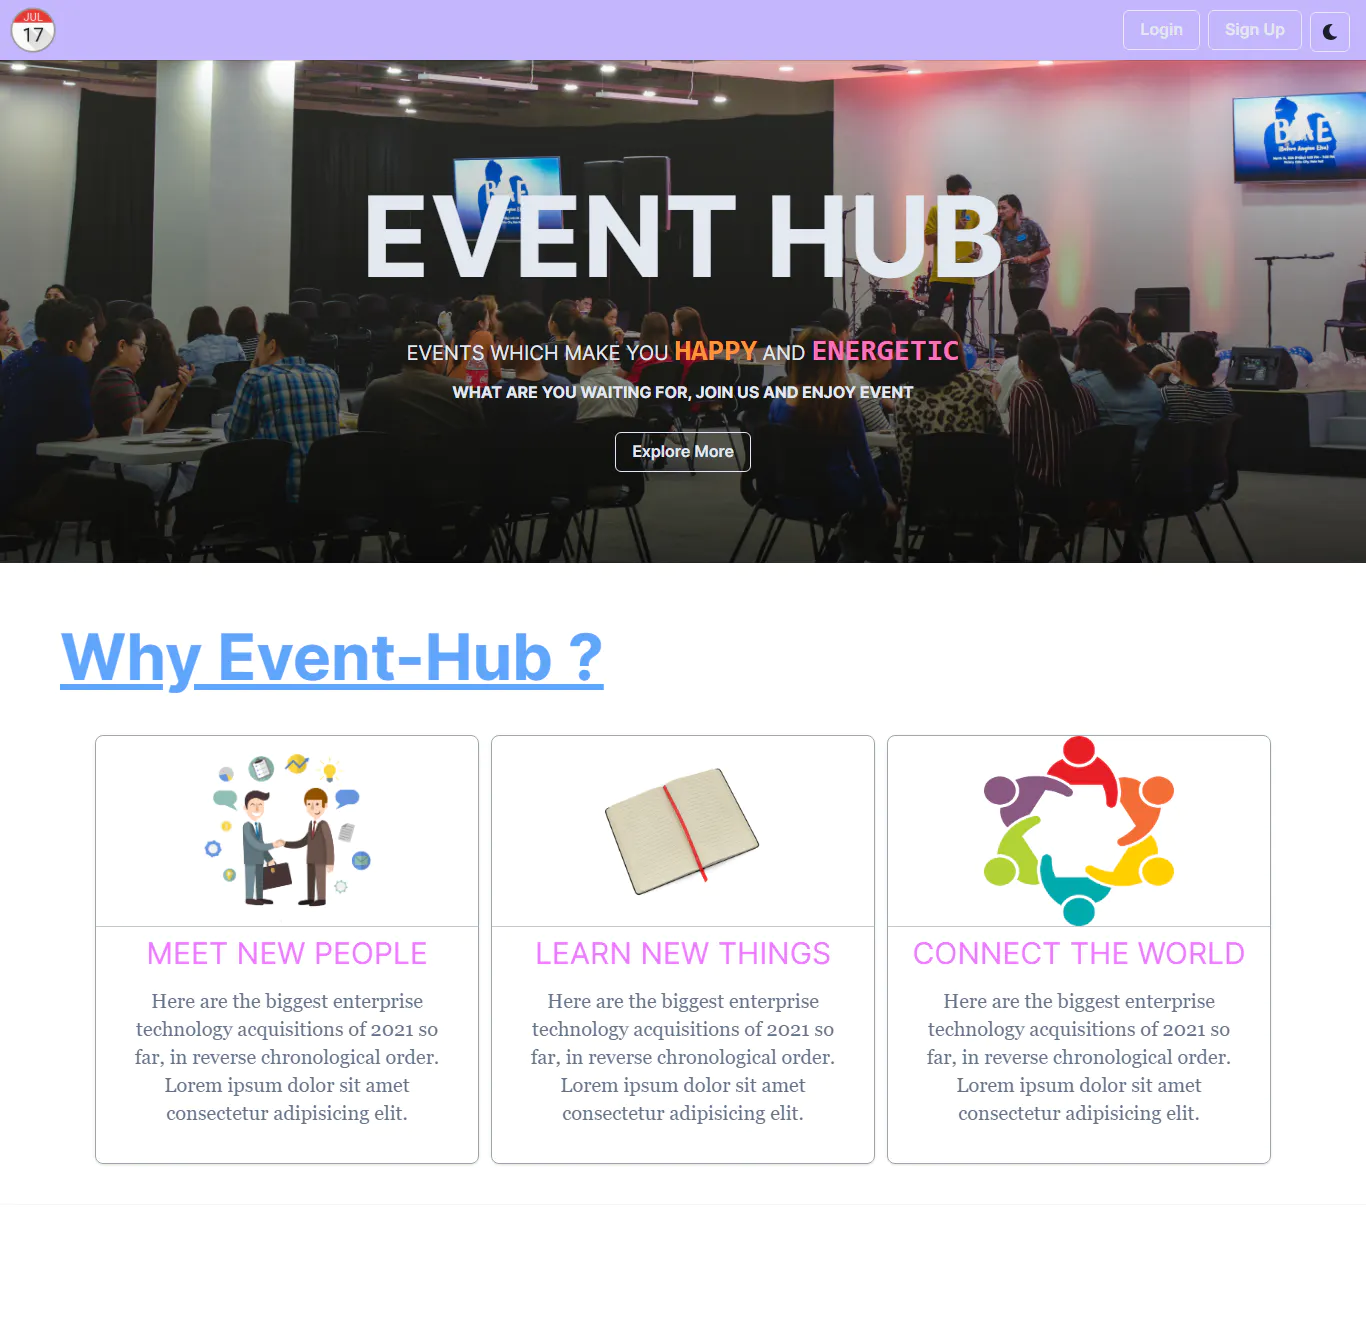 JUL
17
Login
Sign Up
EVENT HUB
EVENTS WHICH MAKE YOU HAPPY AND ENERGETIC
WHAT ARE YOU WAITING FOR, JOIN US AND ENJOY EVENT
Explore More
Why Event-Hub ?
MEET NEW PEOPLE
Here are the biggest enterprise
technology acquisitions of 2021 so
far, in reverse chronological order.
Lorem ipsum dolor sit amet
consectetur adipisicing elit.
LEARN NEW THINGS
Here are the biggest enterprise
technology acquisitions of 2021 so
far, in reverse chronological order.
Lorem ipsum dolor sit amet
consectetur adipisicing elit.
CONNECT THE WORLD
Here are the biggest enterprise
technology acquisitions of 2021 so
far, in reverse chronological order.
Lorem ipsum dolor sit amet
consectetur adipisicing elit.